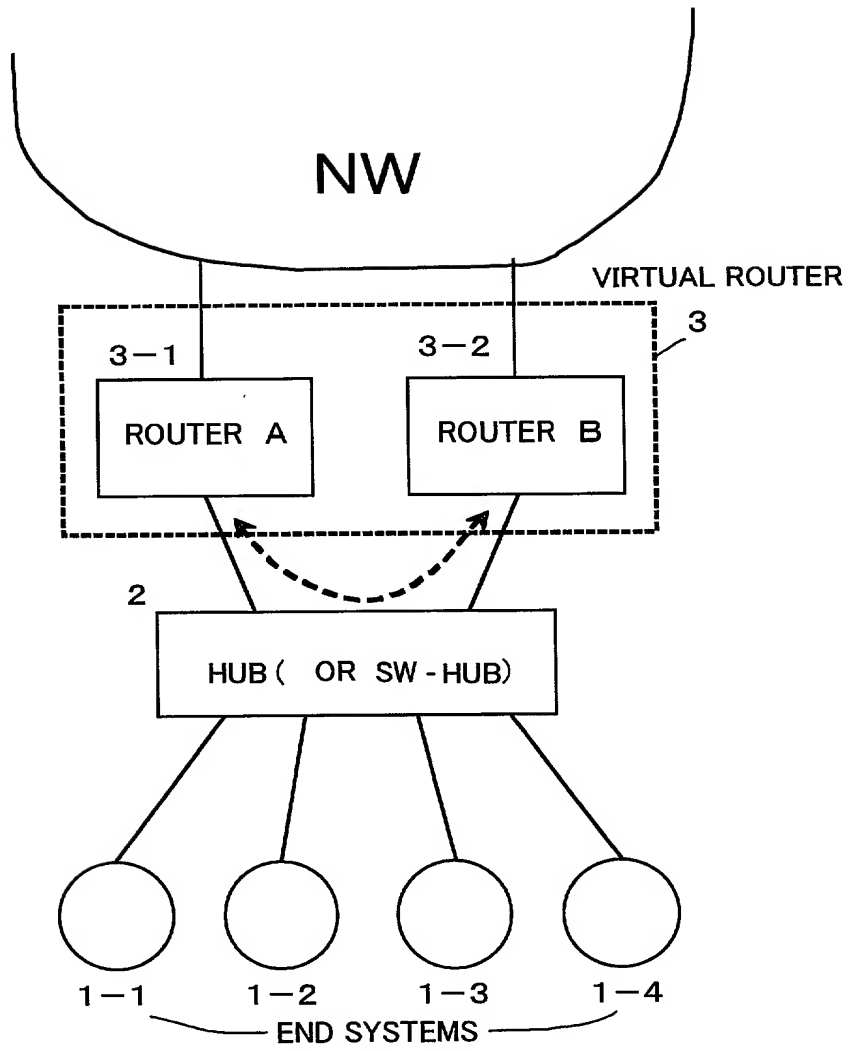 NW
VIRTUAL ROUTER
3
3-1
3-2
ROUTER A
ROUTER B
2
HUB( OR SW-HUB)
1-1
1-2
1-3
1-4
END SYSTEMS